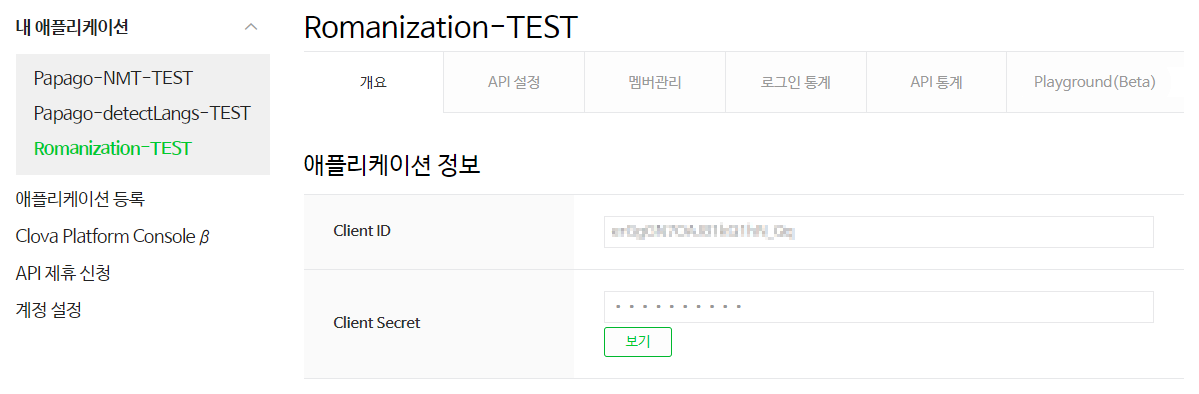 내 애플리케이션
Papago-NMT-TEST
Papago-detectLangs-TEST
Romanization-TEST
애플리케이션 등록
Clova Platform Console β
API 제휴 신청
계정 설정
Romanization-TEST
개요
API 설정
멤버관리
로그인 통계
API 통계
Playground(Beta)
애플리케이션 정보
Client ID
Client Secret
보기